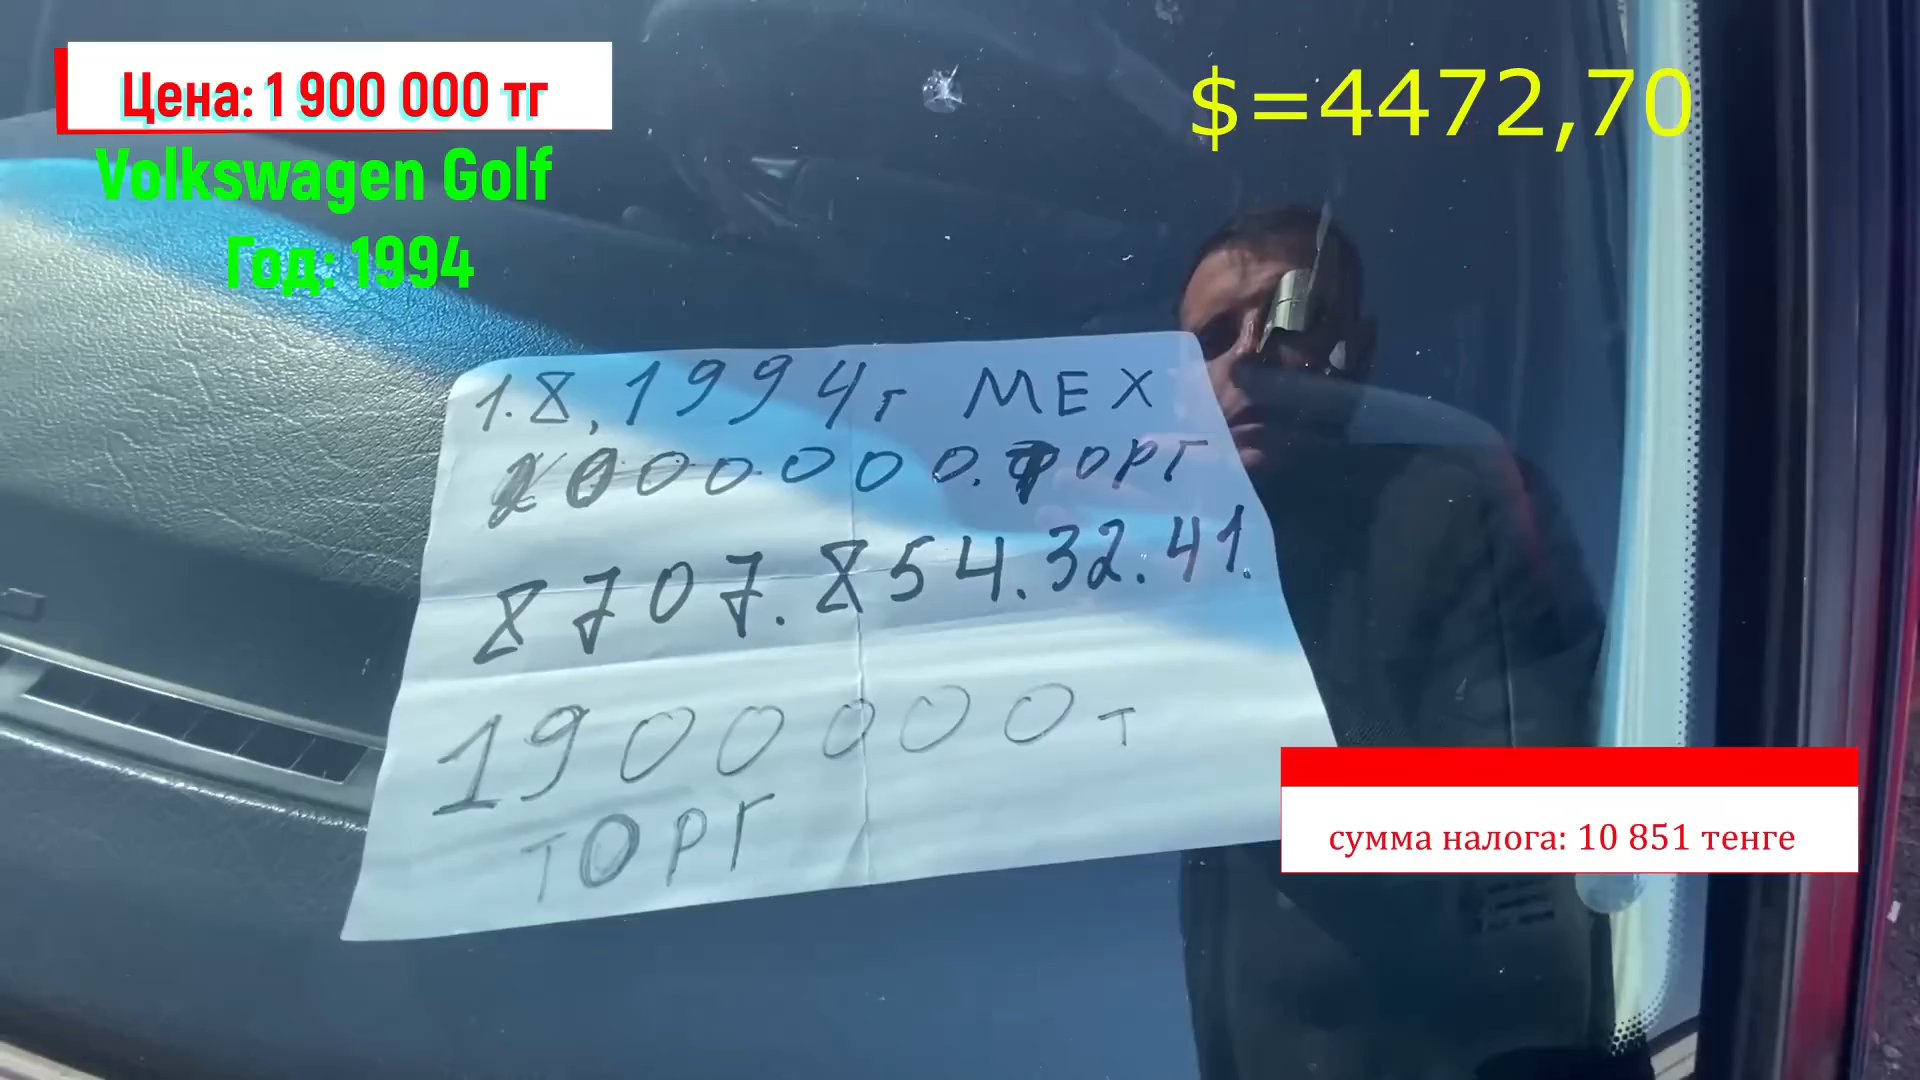 Цена: 1 900 000 тг
Volkswagen Golf
Год: 1994
$=4472,70
1.8, 1994г МЕХ
2000000. торг
8707.854.32.41.
1900000т
торг
сумма налога: 10 851 тенге